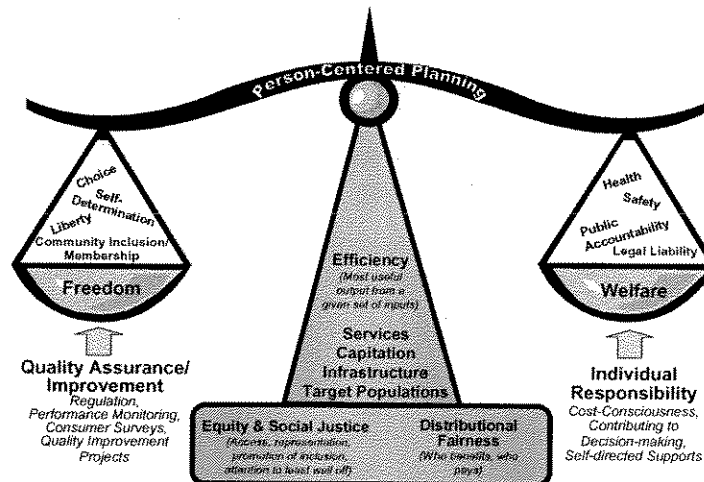 Person-Centered Planning
Choice
Self-
Determination
Liberty
Community Inclusion/
Membership
Freedom
Health
Safety
Public
Accountability
Legal Liability
Welfare
Efficiency
(Most useful
output from a
given set of inputs)
Services
Capitation
Infrastructure
Target Populations
Quality Assurance/
Improvement
Regulation,
Performance Monitoring,
Consumer Surveys,
Quality Improvement
Projects
Equity & Social Justice
(Access, representation,
promotion of inclusion,
attention to least well off)
Distributional
Fairness
(Who benefits, who
pays)
Individual
Responsibility
Cost-Consciousness,
Contributing to
Decision-making,
Self-directed Supports